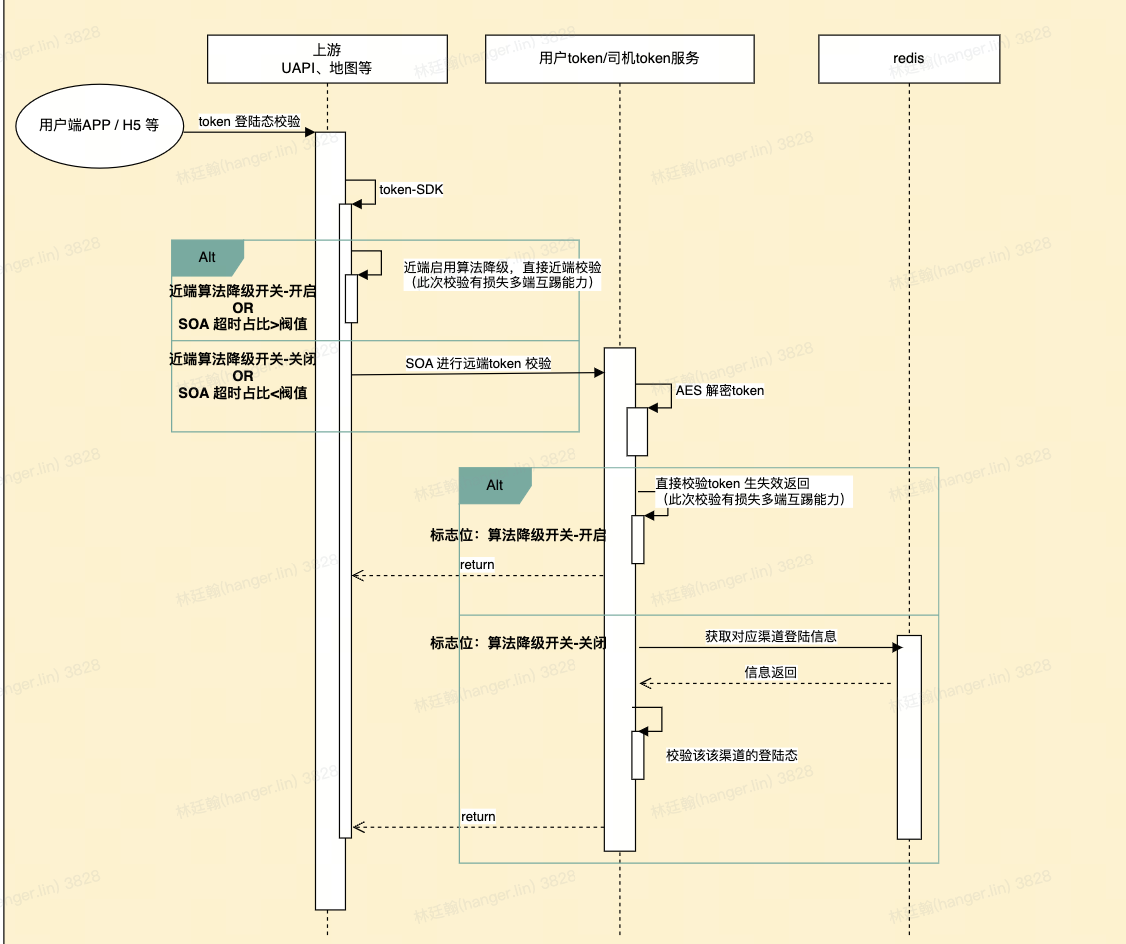 上游
UAPI、地图等
用户token/司机token服务
redis
用户端APP / H5 等
token 登陆态校验
token-SDK
Alt
近端启用算法降级，直接近端校验
（此次校验有损失多端互踢能力）
近端算法降级开关-开启
OR
SOA 超时占比>阀值
近端算法降级开关-关闭
OR
SOA 超时占比<阀值
SOA 进行远端token 校验
AES 解密token
Alt
直接校验token 生失效返回
（此次校验有损失多端互踢能力）
标志位：算法降级开关-开启
return
标志位：算法降级开关-关闭
获取对应渠道登陆信息
信息返回
校验该该渠道的登陆态
return
林廷翰(hanger.lin) 3828